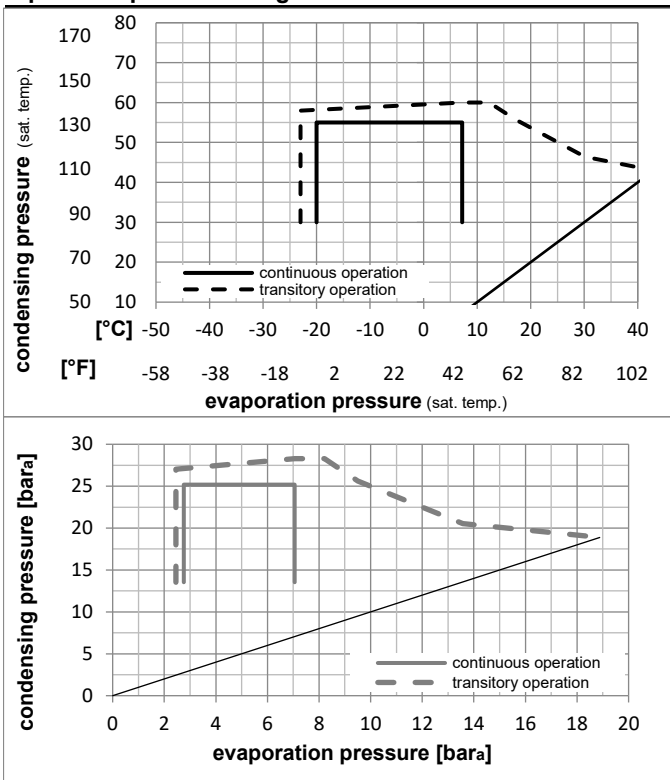 condensing pressure (sat. temp.)
170 80
70
150 60
130 50
110 40
90 30
70 20
50 10
continuous operation
transitory operation
[°C] -50 -40 -30 -20 -10 0 10 20 30 40
[°F] -58 -38 -18 2 22 42 62 82 102
evaporation pressure (sat. temp.)
condensing pressure [bara]
30
25
20
15
10
5
0
continuous operation
transitory operation
0 2 4 6 8 10 12 14 16 18 20
evaporation pressure [bara]